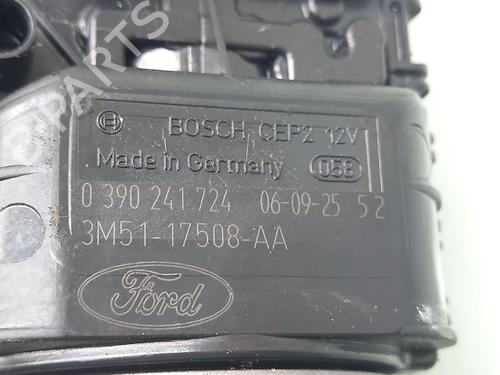 BOSCH CEP2 12V
Made in Germany 058
0 390 241 724 06-09-25 52
3M51-17508-AA
Ford
PARTS